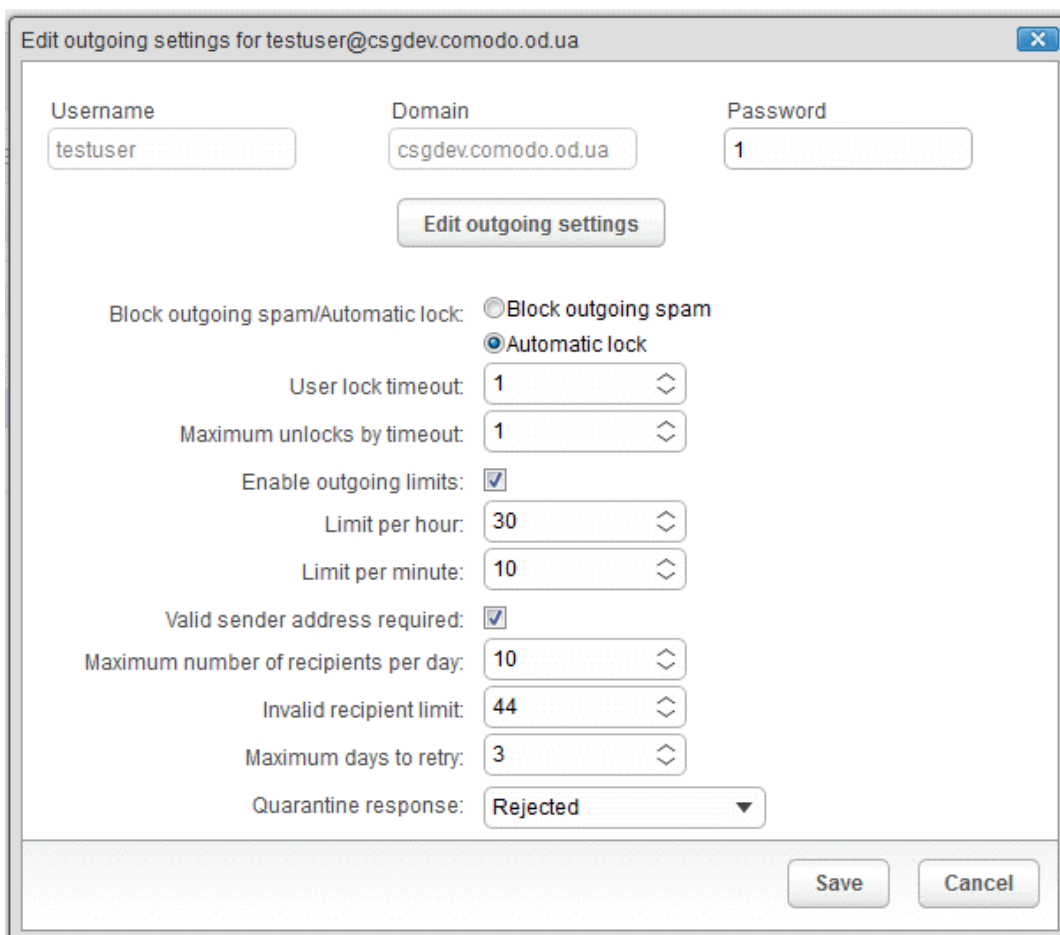 Edit outgoing settings for testuser@csgdev.comodo.od.ua
Username Domain Password
testuser csgdev.comodo.od.ua 1
Edit outgoing settings
Block outgoing spam/Automatic lock: Block outgoing spam
Automatic lock
User lock timeout: 1
Maximum unlocks by timeout: 1
Enable outgoing limits:
Limit per hour: 30
Limit per minute: 10
Valid sender address required:
Maximum number of recipients per day: 10
Invalid recipient limit: 44
Maximum days to retry: 3
Quarantine response: Rejected
Save Cancel